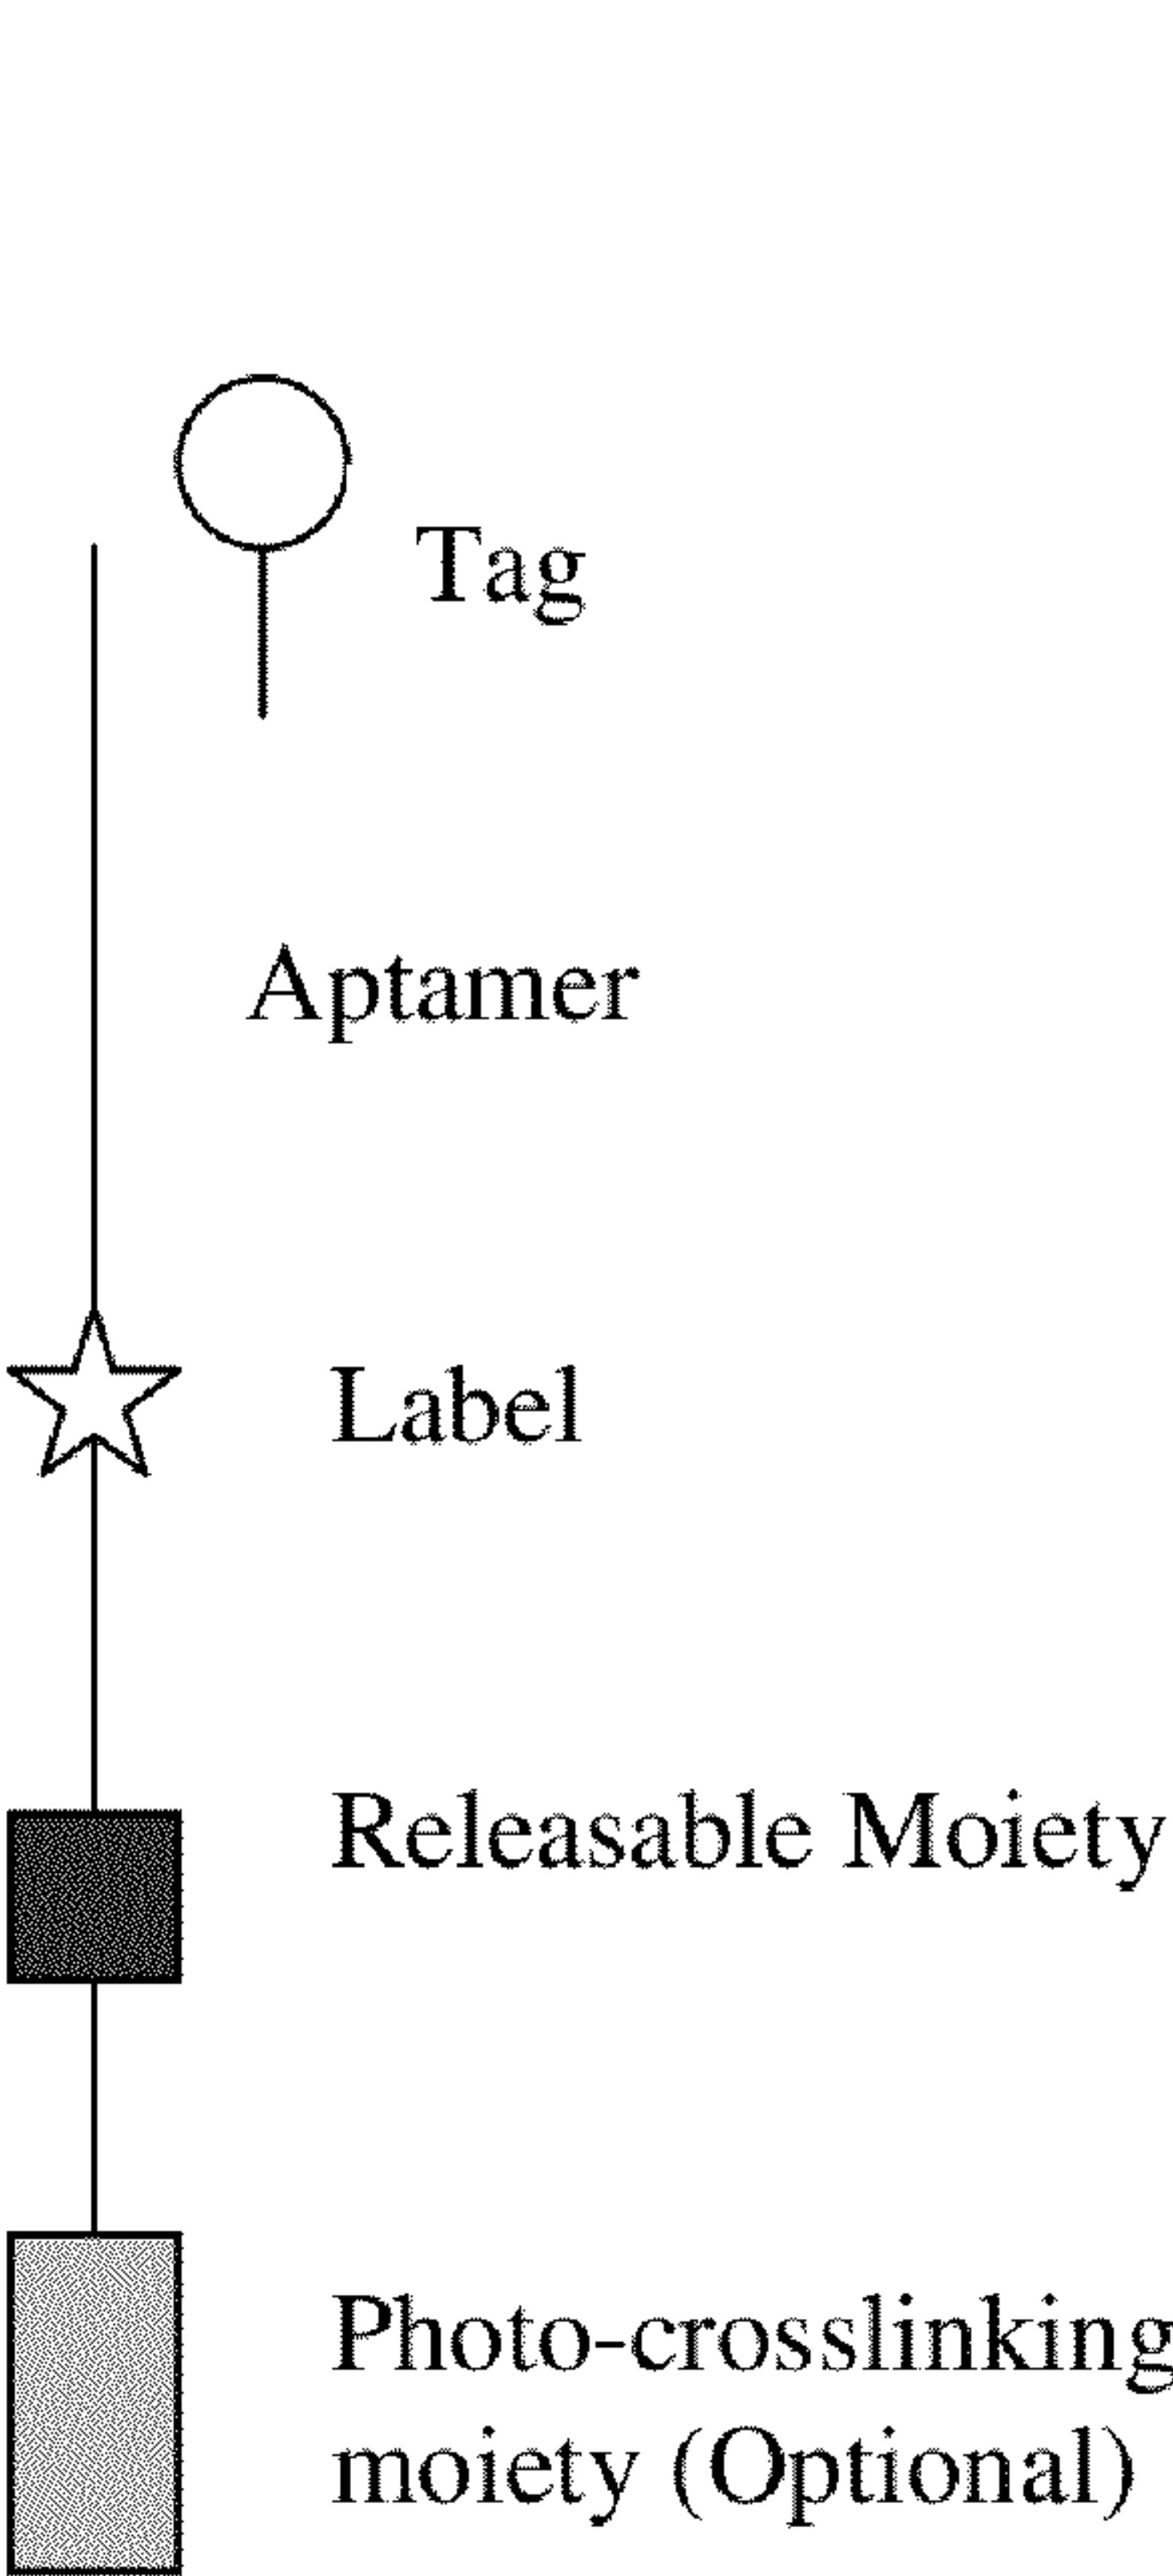 Tag
Aptamer
Label
Releasable Moiety
Photo-crosslinking
moiety (Optional)